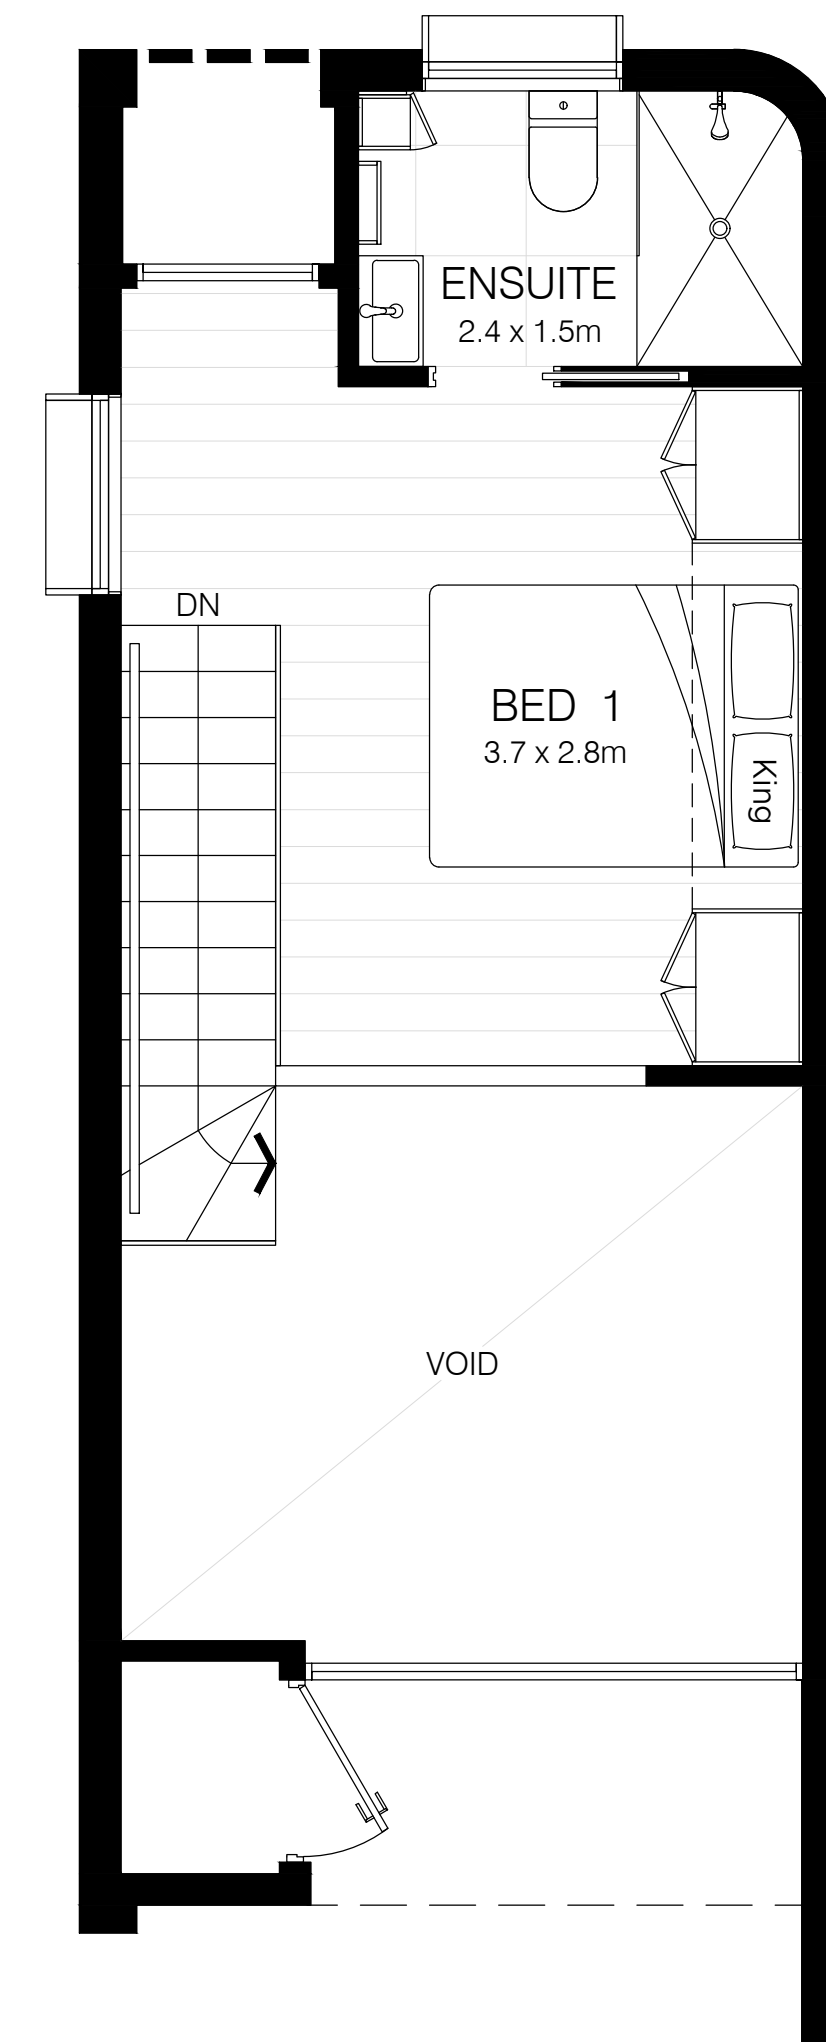 ENSUITE
2.4 x 1.5m
DN
BED 1
3.7 x 2.8m
King
VOID